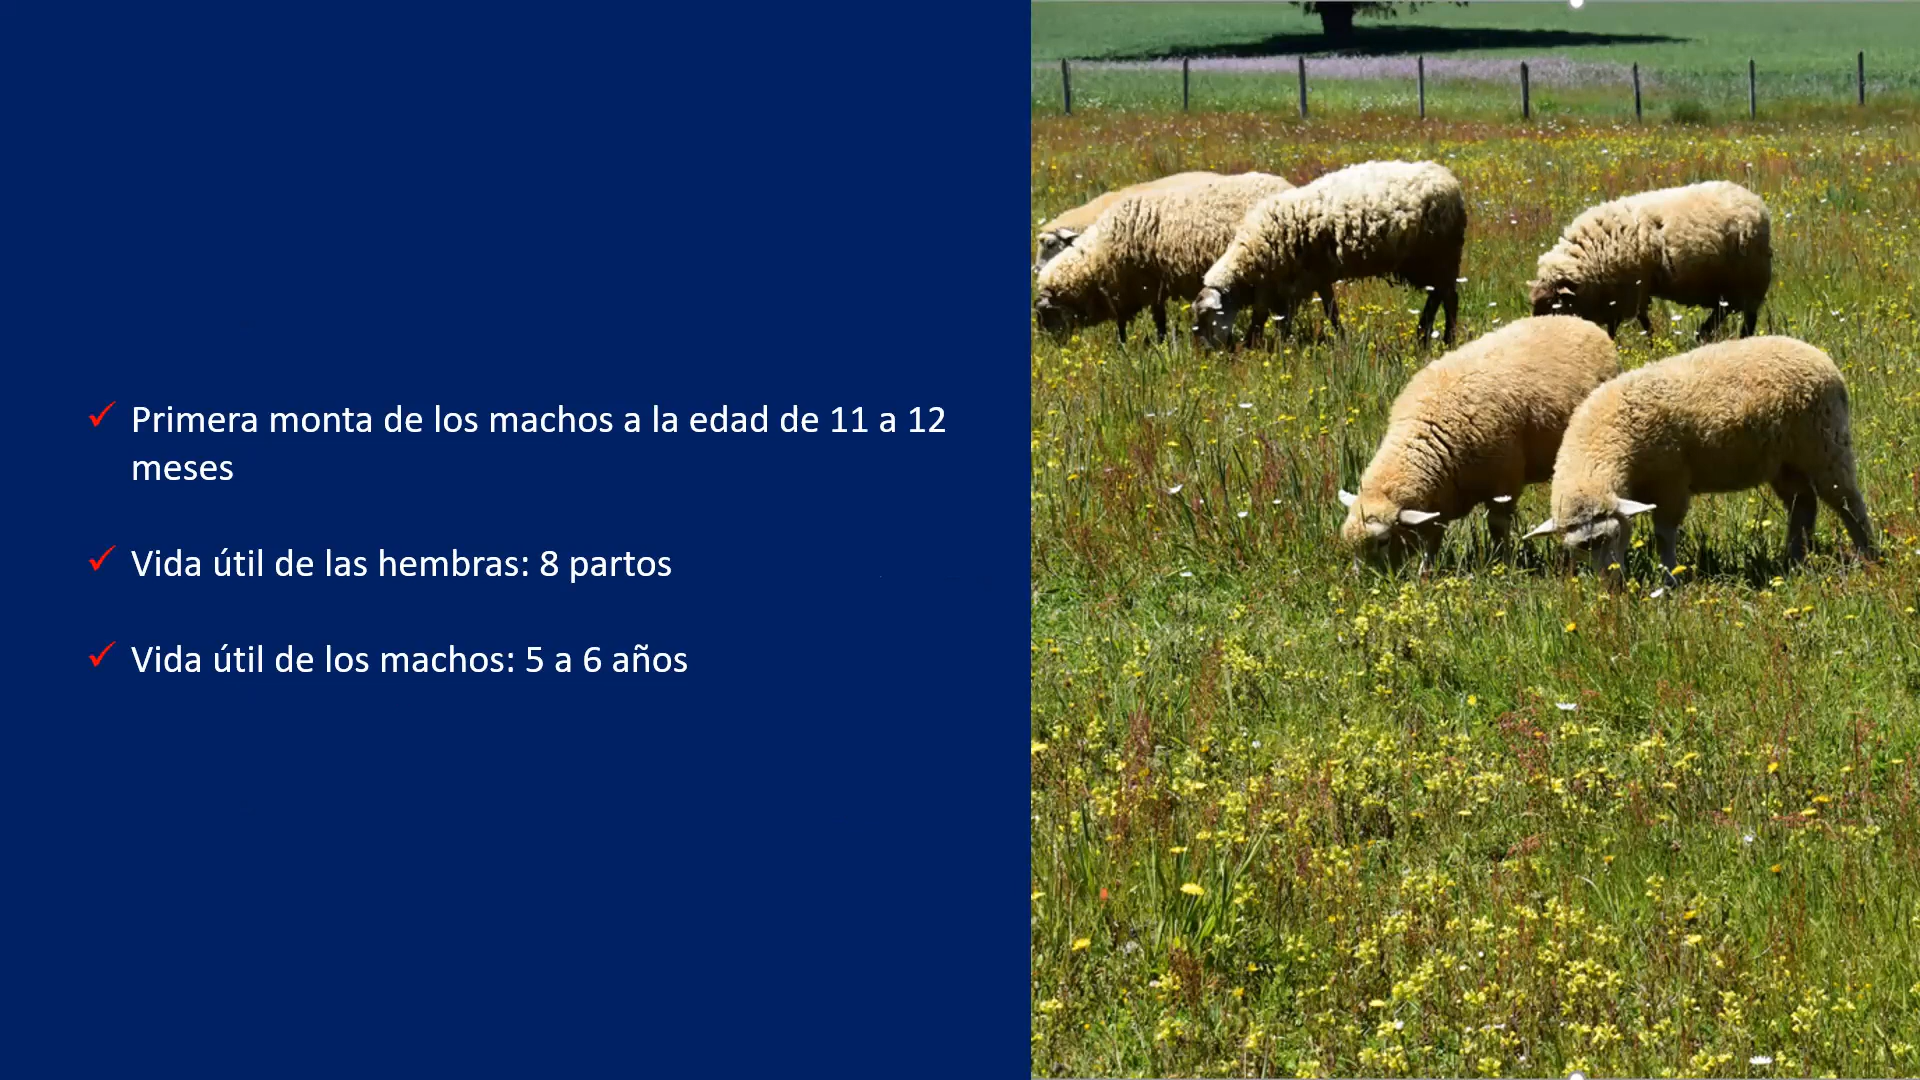 Primera monta de los machos a la edad de 11 a 12
meses
Vida útil de las hembras: 8 partos
Vida útil de los machos: 5 a 6 años